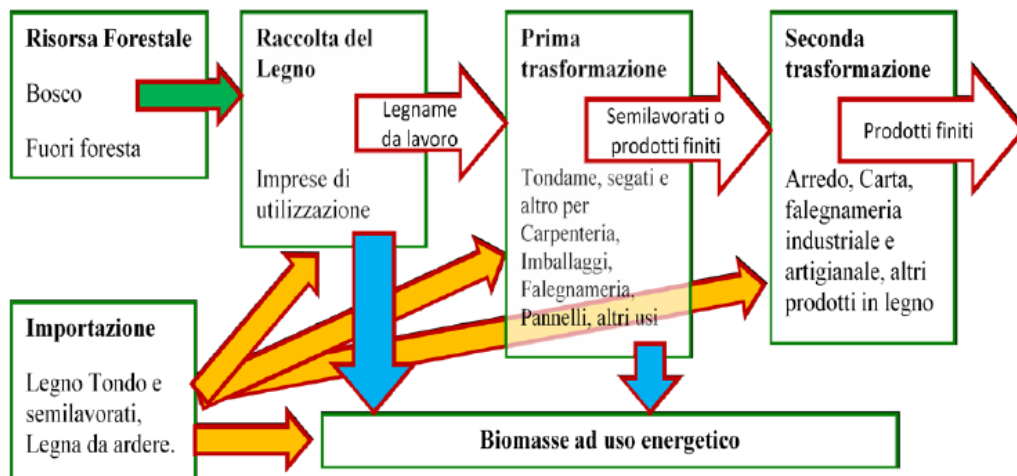 Risorsa Forestale
Bosco
Fuori foresta
Raccolta del
Legno
Imprese di
utilizzazione
Legname
da lavoro
Prima
trasformazione
Tondame, segati e
altro per
Carpenteria,
Imballaggi,
Falegnameria,
Pannelli, altri usi
Semilavorati o
prodotti finiti
Seconda
trasformazione
Arredo, Carta,
falegnameria
industriale e
artigianale, altri
prodotti in legno
Prodotti finiti
Importazione
Legno Tondo e
semilavorati,
Legna da ardere.
Biomasse ad uso energetico